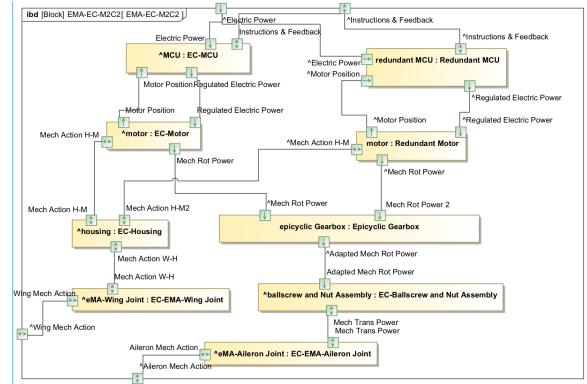 ibd [Block] EMA-EC-M2C2[ EMA-EC-M2C2 ]
^Electric Power
^Instructions & Feedback
Electric Power
Instructions & Feedback
^Instructions & Feedback
^MCU : EC-MCU
redundant MCU : Redundant MCU
^Electric Power
^Motor Position
Motor Position
Regulated Electric Power
^Regulated Electric Power
Motor Position
Regulated Electric Power
^Motor Position
^Regulated Electric Power
Mech Action H-M
^motor : EC-Motor
^Mech Action H-M
motor : Redundant Motor
Mech Rot Power
^Mech Rot Power
Mech Action H-M
Mech Action H-M2
^Mech Rot Power
Mech Rot Power 2
^housing : EC-Housing
epicyclic Gearbox : Epicyclic Gearbox
Mech Action W-H
^Adapted Mech Rot Power
Mech Action W-H
Adapted Mech Rot Power
Wing Mech Action
^eMA-Wing Joint : EC-EMA-Wing Joint
^ballscrew and Nut Assembly : EC-Ballscrew and Nut Assembly
^Wing Mech Action
Mech Trans Power
Mech Trans Power
Aileron Mech Action
^eMA-Aileron Joint : EC-EMA-Aileron Joint
^Aileron Mech Action